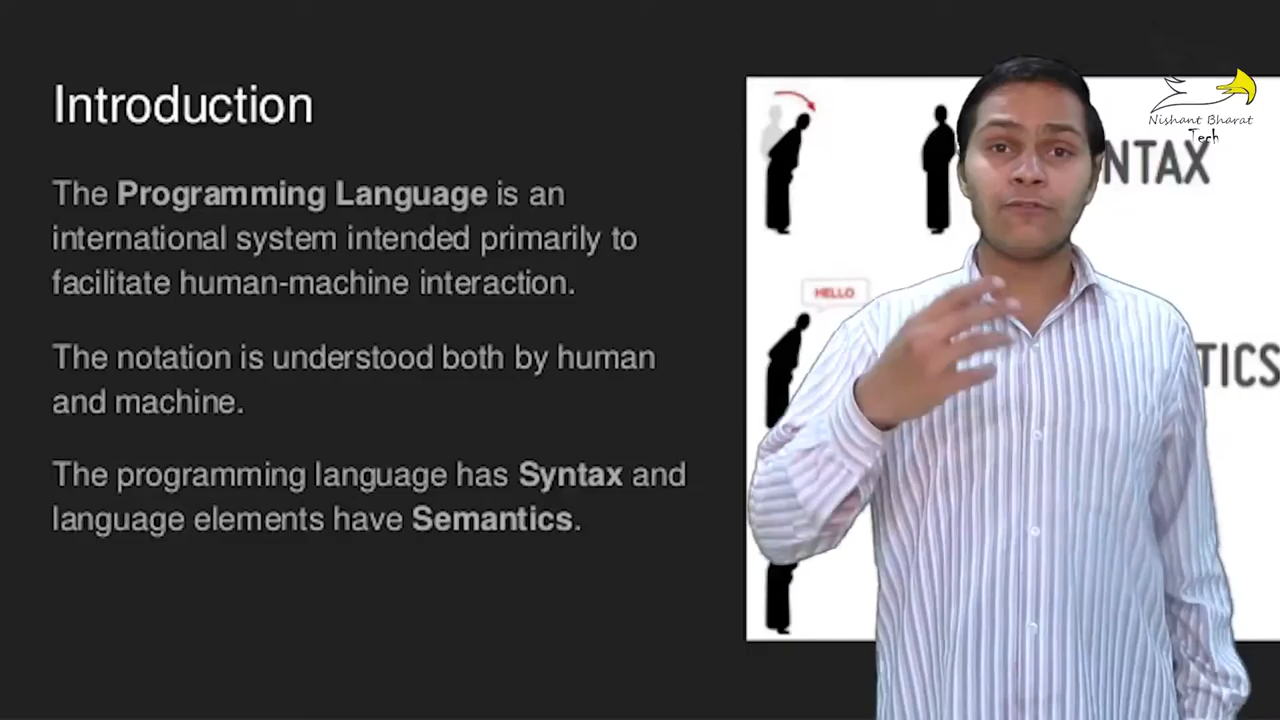 Introduction
The Programming Language is an
international system intended primarily to
facilitate human-machine interaction.
The notation is understood both by human
and machine.
The programming language has Syntax and
language elements have Semantics.
Nishant Bharat
Tech
NTAX
HELLO
TICS